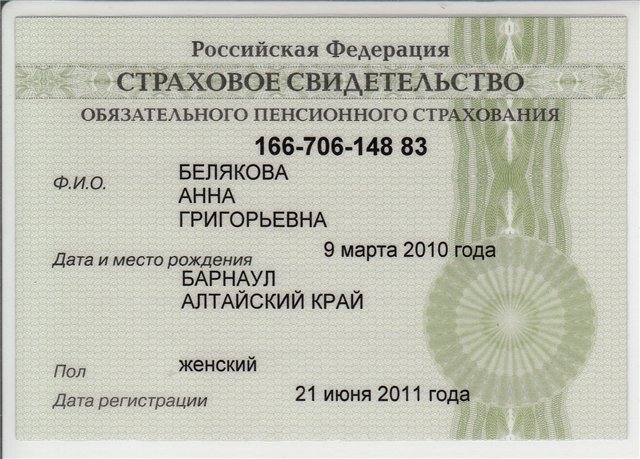 Российская Федерация
СТРАХОВОЕ СВИДЕТЕЛЬСТВО
ОБЯЗАТЕЛЬНОГО ПЕНСИОННОГО СТРАХОВАНИЯ
166-706-148 83
Ф.И.О. БЕЛЯКОВА
АННА
ГРИГОРЬЕВНА
Дата и место рождения 9 марта 2010 года
БАРНАУЛ
АЛТАЙСКИЙ КРАЙ
Пол женский
Дата регистрации 21 июня 2011 года